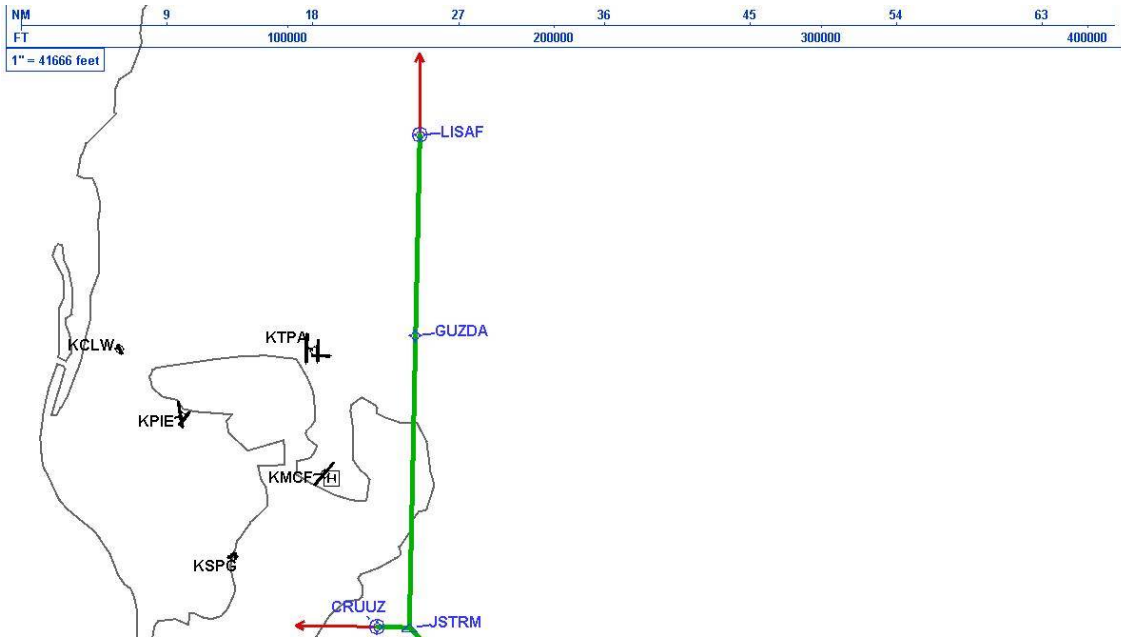 NM 9 18 27 36 45 54 63
FT 100000 200000 300000 400000
1" = 41666 feet
LISAF
GUZDA
KTPA
KCLW
KPIE
KMCF H
KSPG
CRUUZ
JSTRM